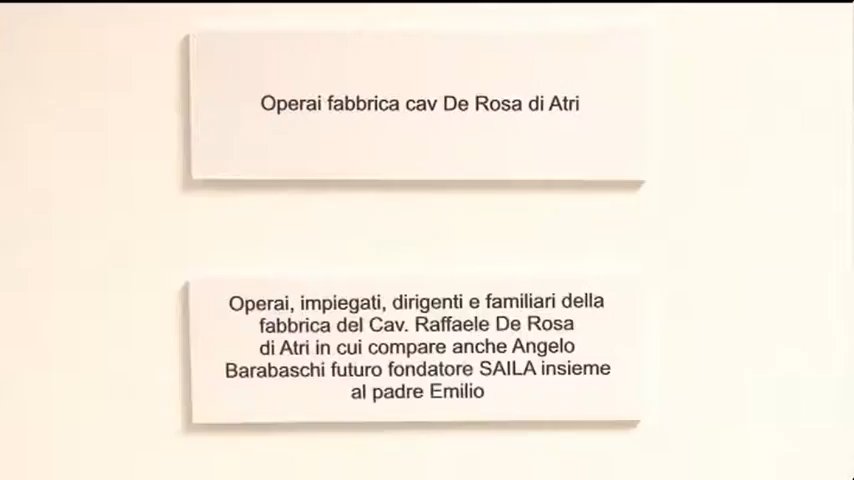 Operai fabbrica cav De Rosa di Atri
Operai, impiegati, dirigenti e familiari della
fabbrica del Cav. Raffaele De Rosa
di Atri in cui compare anche Angelo
Barabaschi futuro fondatore SAILA insieme
al padre Emilio